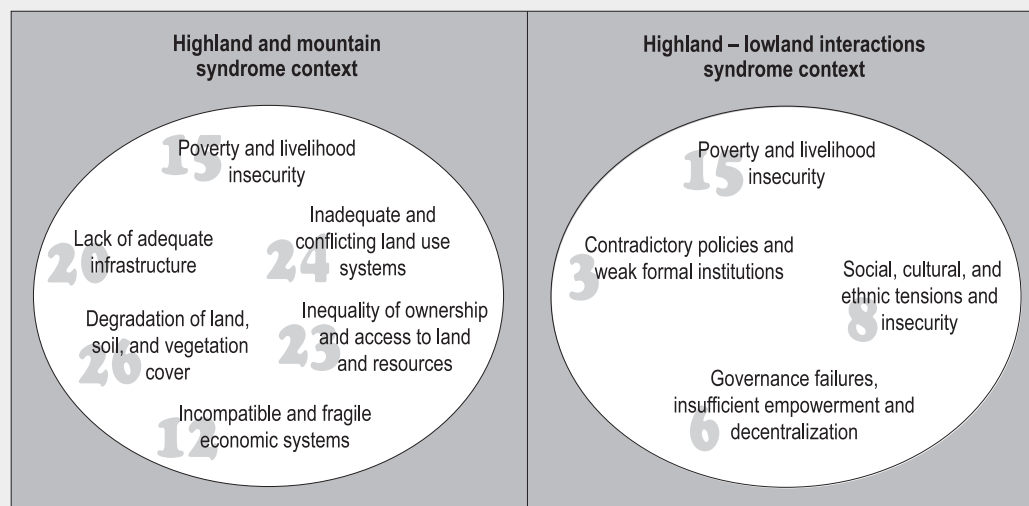 Highland and mountain
syndrome context
15
Poverty and livelihood
insecurity
20
Lack of adequate
infrastructure
24
Inadequate and
conflicting land use
systems
26
Degradation of land,
soil, and vegetation
cover
23
Inequality of ownership
and access to land
and resources
12
Incompatible and fragile
economic systems
Highland – lowland interactions
syndrome context
15
Poverty and livelihood
insecurity
3
Contradictory policies and
weak formal institutions
8
Social, cultural, and
ethnic tensions and
insecurity
6
Governance failures,
insufficient empowerment and
decentralization